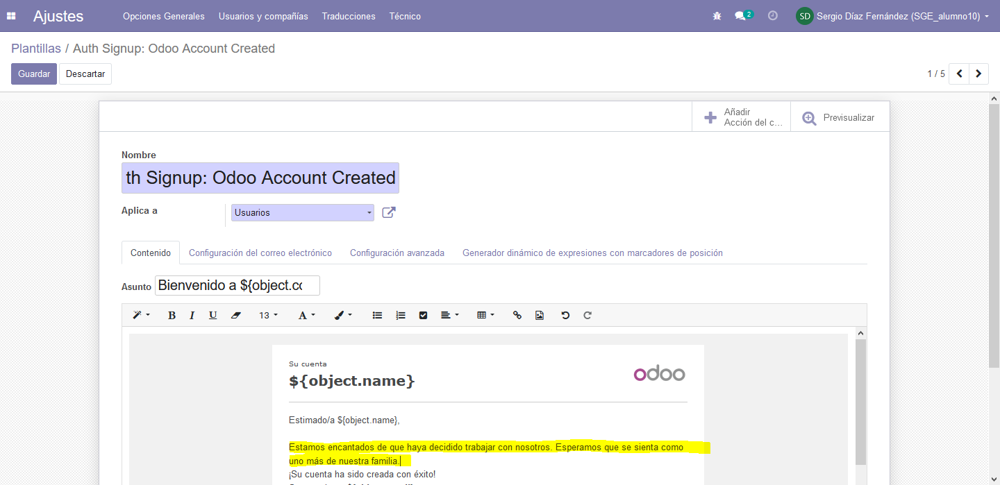 Ajustes
Opciones Generales Usuarios y compañías Traducciones Técnico
2
SD Sergio Díaz Fernández (SGE_alumno10)
Plantillas / Auth Signup: Odoo Account Created
Guardar Descartar
1 / 5
Añadir
Acción del c...
Previsualizar
Nombre
th Signup: Odoo Account Created
Aplica a
Usuarios
Contenido Configuración del correo electrónico Configuración avanzada Generador dinámico de expresiones con marcadores de posición
Asunto Bienvenido a ${object.co
B I U 13 A
Su cuenta
${object.name}
odoo
Estimado/a ${object.name},
Estamos encantados de que haya decidido trabajar con nosotros. Esperamos que se sienta como
uno más de nuestra familia.
¡Su cuenta ha sido creada con éxito!